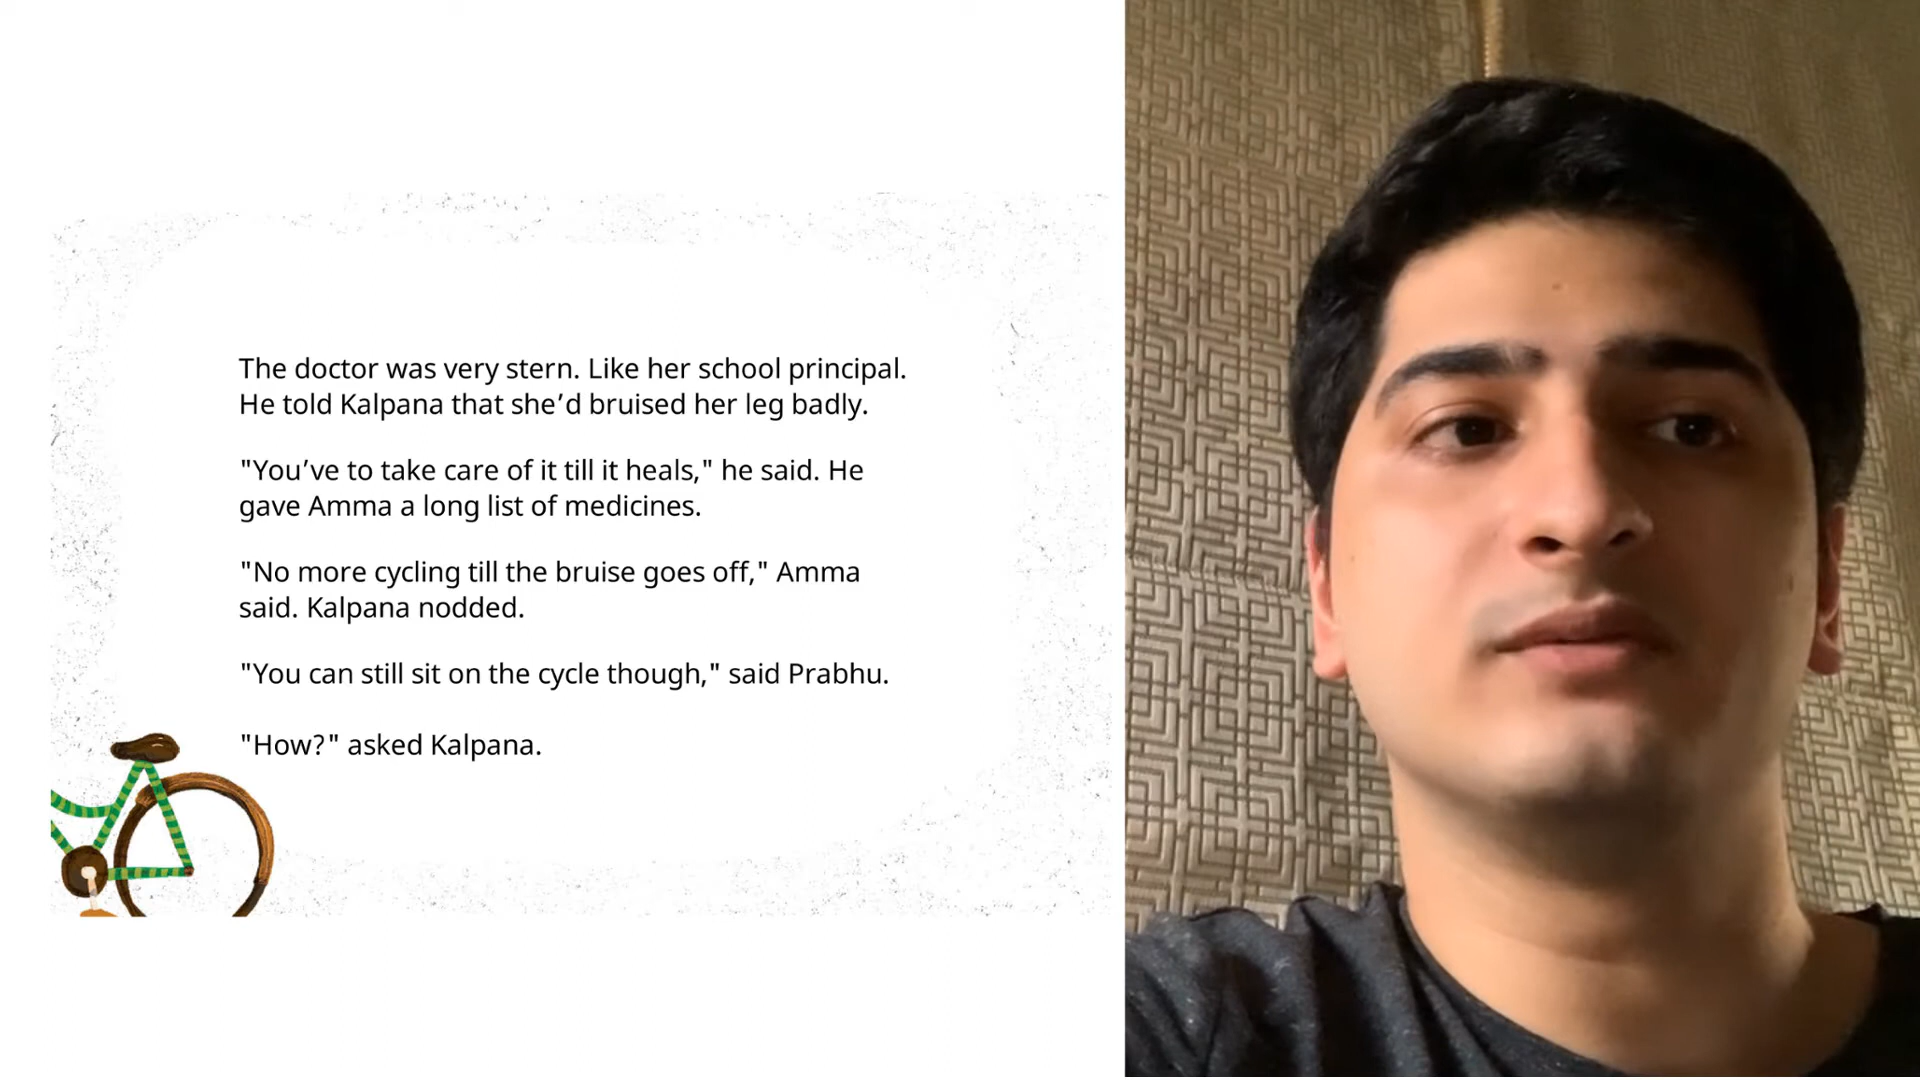 The doctor was very stern. Like her school principal.
He told Kalpana that she’d bruised her leg badly.
"You’ve to take care of it till it heals," he said. He
gave Amma a long list of medicines.
"No more cycling till the bruise goes off," Amma
said. Kalpana nodded.
"You can still sit on the cycle though," said Prabhu.
"How?" asked Kalpana.